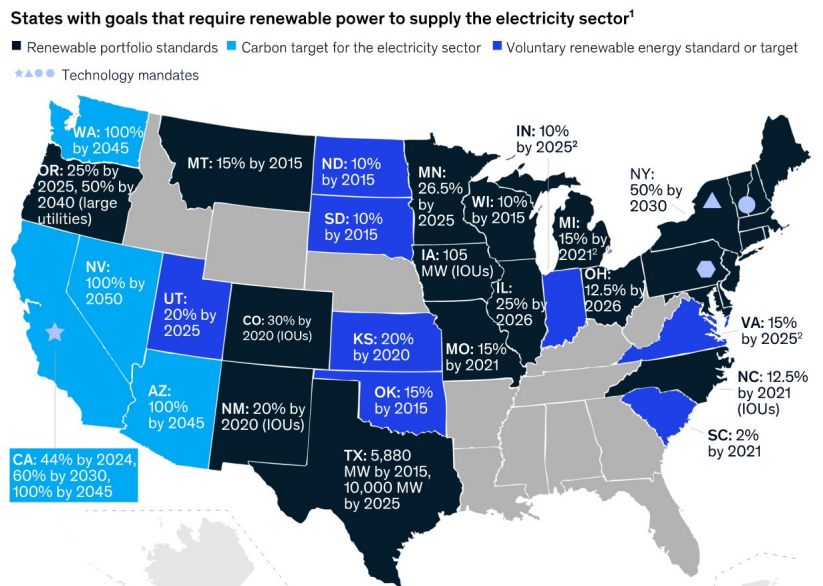 States with goals that require renewable power to supply the electricity sector¹
Renewable portfolio standards
Carbon target for the electricity sector
Voluntary renewable energy standard or target
Technology mandates
WA: 100%
by 2045
OR: 25% by
2025, 50% by
2040 (large
utilities)
MT: 15% by 2015
ND: 10%
by 2015
SD: 10%
by 2015
MN:
26.5%
by
2025
WI: 10%
by 2015
IA: 105
MW (IOUs)
IL:
25% by
2026
MI:
15% by
2021²
IN: 10%
by 2025²
OH:
12.5% by
2026
NY:
50% by
2030
NV:
100% by
2050
UT:
20% by
2025
CO: 30% by
2020 (IOUs)
KS: 20%
by 2020
MO: 15%
by 2021
VA: 15%
by 2025²
NC: 12.5%
by 2021
(IOUs)
SC: 2%
by 2021
AZ:
100%
by 2045
NM: 20% by
2020 (IOUs)
OK: 15%
by 2015
TX: 5,880
MW by 2015,
10,000 MW
by 2025
CA: 44% by 2024,
60% by 2030,
100% by 2045